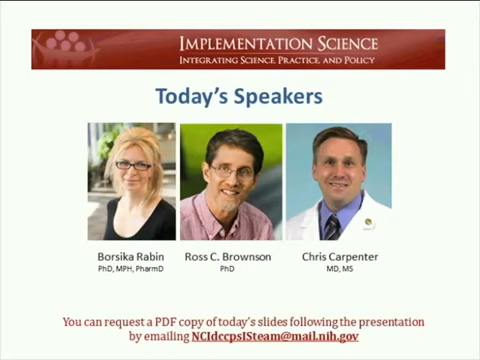 IMPLEMENTATION SCIENCE
INTEGRATING SCIENCE, PRACTICE, AND POLICY
Today's Speakers
Borsika Rabin
PhD, MPH, PharmD
Ross C. Brownson
PhD
Chris Carpenter
MD, MS
You can request a PDF copy of today's slides following the presentation
by emailing NCIdccpsISteam@mail.nih.gov